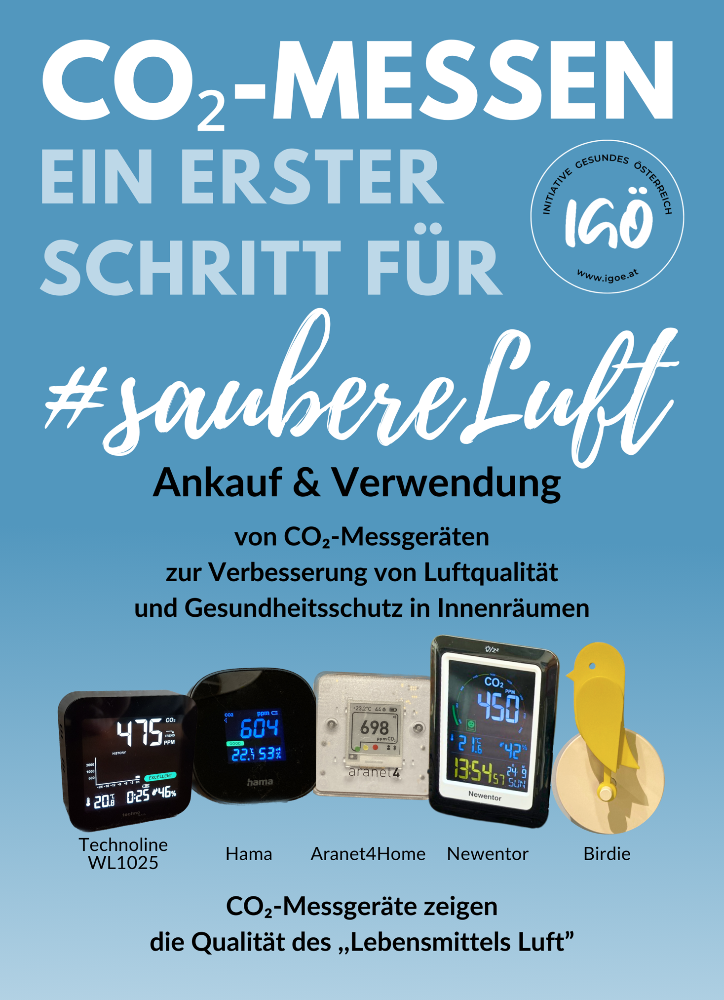 CO₂-MESSEN
EIN ERSTER
SCHRITT FÜR
INITIATIVE GESUNDES ÖSTERREICH
IGÖ
www.igoe.at
#saubereLuft
Ankauf & Verwendung
von CO₂-Messgeräten
zur Verbesserung von Luftqualität
und Gesundheitsschutz in Innenräumen
475 CO₂
TREND
PPM
HISTORY
2000
1000
600
-24 -18 -12 -9 -6 -3 0h
EXCELLENT
20.8°C 0:25 46%
techno
CO2 ppm
604
GOOD
22.7°C 53%
hama
23.2°C 44
698
ppm CO₂
aranet4
zz
CO₂
PPM
450
21.6°C 42%
13:54 57
D M
24 9
SUN
Newentor
Technoline
WL1025
Hama
Aranet4Home
Newentor
Birdie
CO₂-Messgeräte zeigen
die Qualität des ,,Lebensmittels Luft”